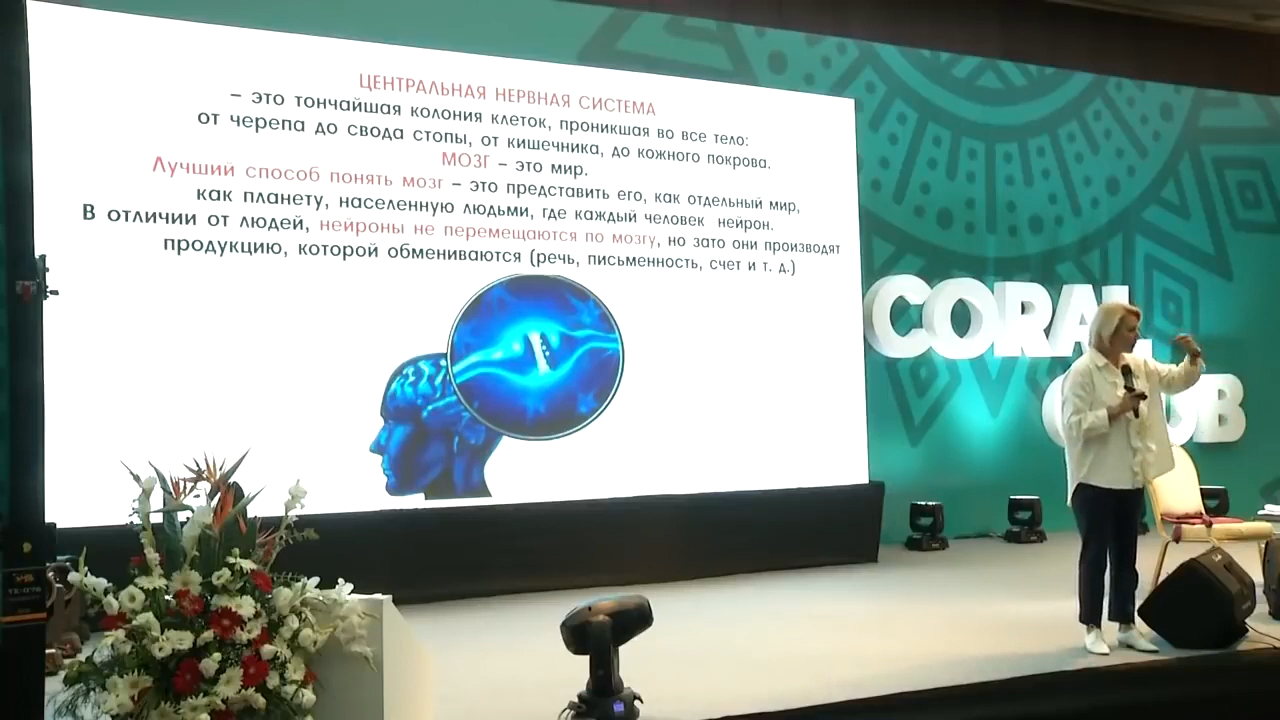 ЦЕНТРАЛЬНАЯ НЕРВНАЯ СИСТЕМА
– это тончайшая колония клеток, проникшая во все тело:
от черепа до свода стопы, от кишечника, до кожного покрова.
МОЗГ – это мир.
Лучший способ понять мозг – это представить его, как отдельный мир,
как планету, населенную людьми, где каждый человек нейрон.
В отличии от людей, нейроны не перемещаются по мозгу, но зато они производят
продукцию, которой обмениваются (речь, письменность, счет и т. д.)
CORAL